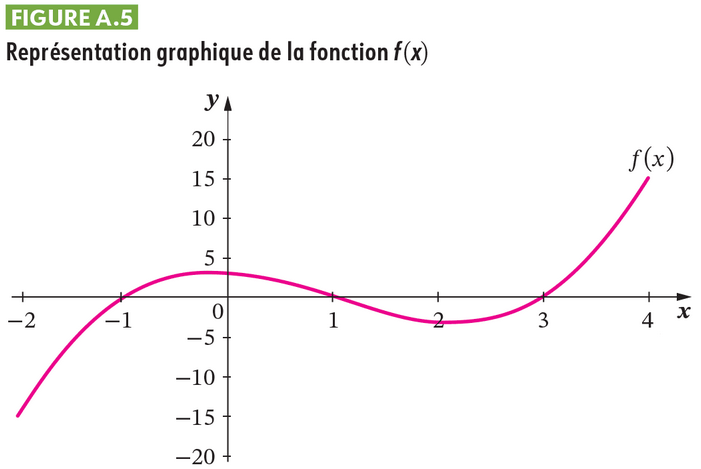 FIGURE A.5
Représentation graphique de la fonction f(x)
y
20
15
10
5
0
−5
−10
−15
−20
−2 −1 1 2 3 4 x
f(x)